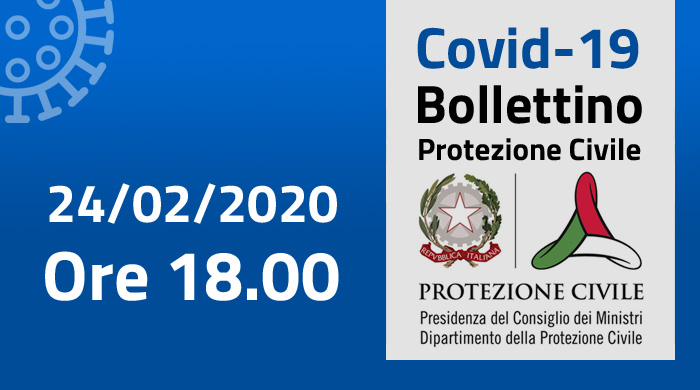 Covid-19
Bollettino
Protezione Civile
24/02/2020
Ore 18.00
REPVBBLICA ITALIANA
PROTEZIONE CIVILE
Presidenza del Consiglio dei Ministri
Dipartimento della Protezione Civile